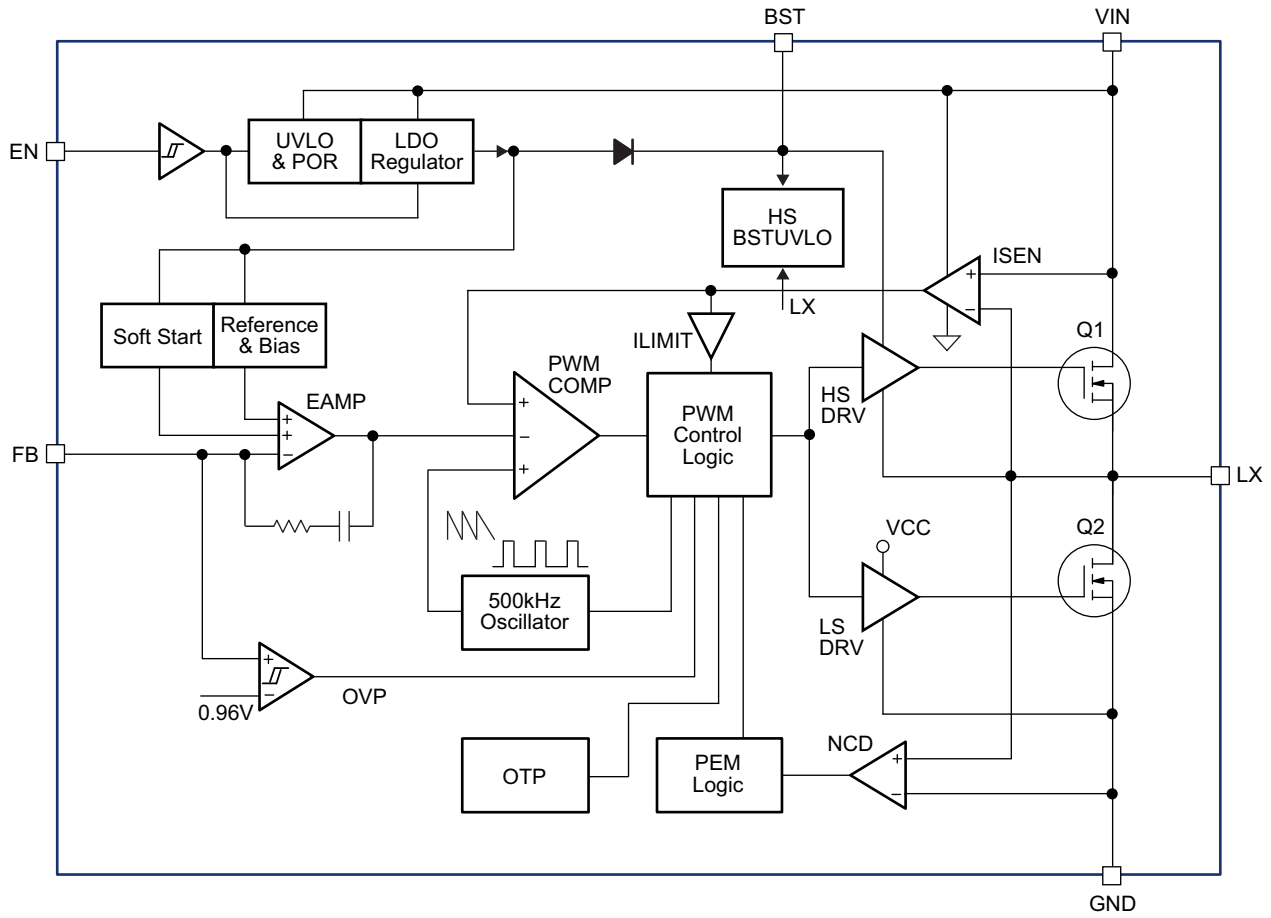 BST
VIN
EN
UVLO
& POR
LDO
Regulator
HS
BSTUVLO
ISEN
+
−
LX
Soft Start
Reference
& Bias
ILIMIT
Q1
PWM
COMP
EAMP
+
+
−
+
−
+
PWM
Control
Logic
HS
DRV
FB
LX
VCC
Q2
500kHz
Oscillator
LS
DRV
+
−
0.96V
OVP
OTP
PEM
Logic
NCD
+
−
GND